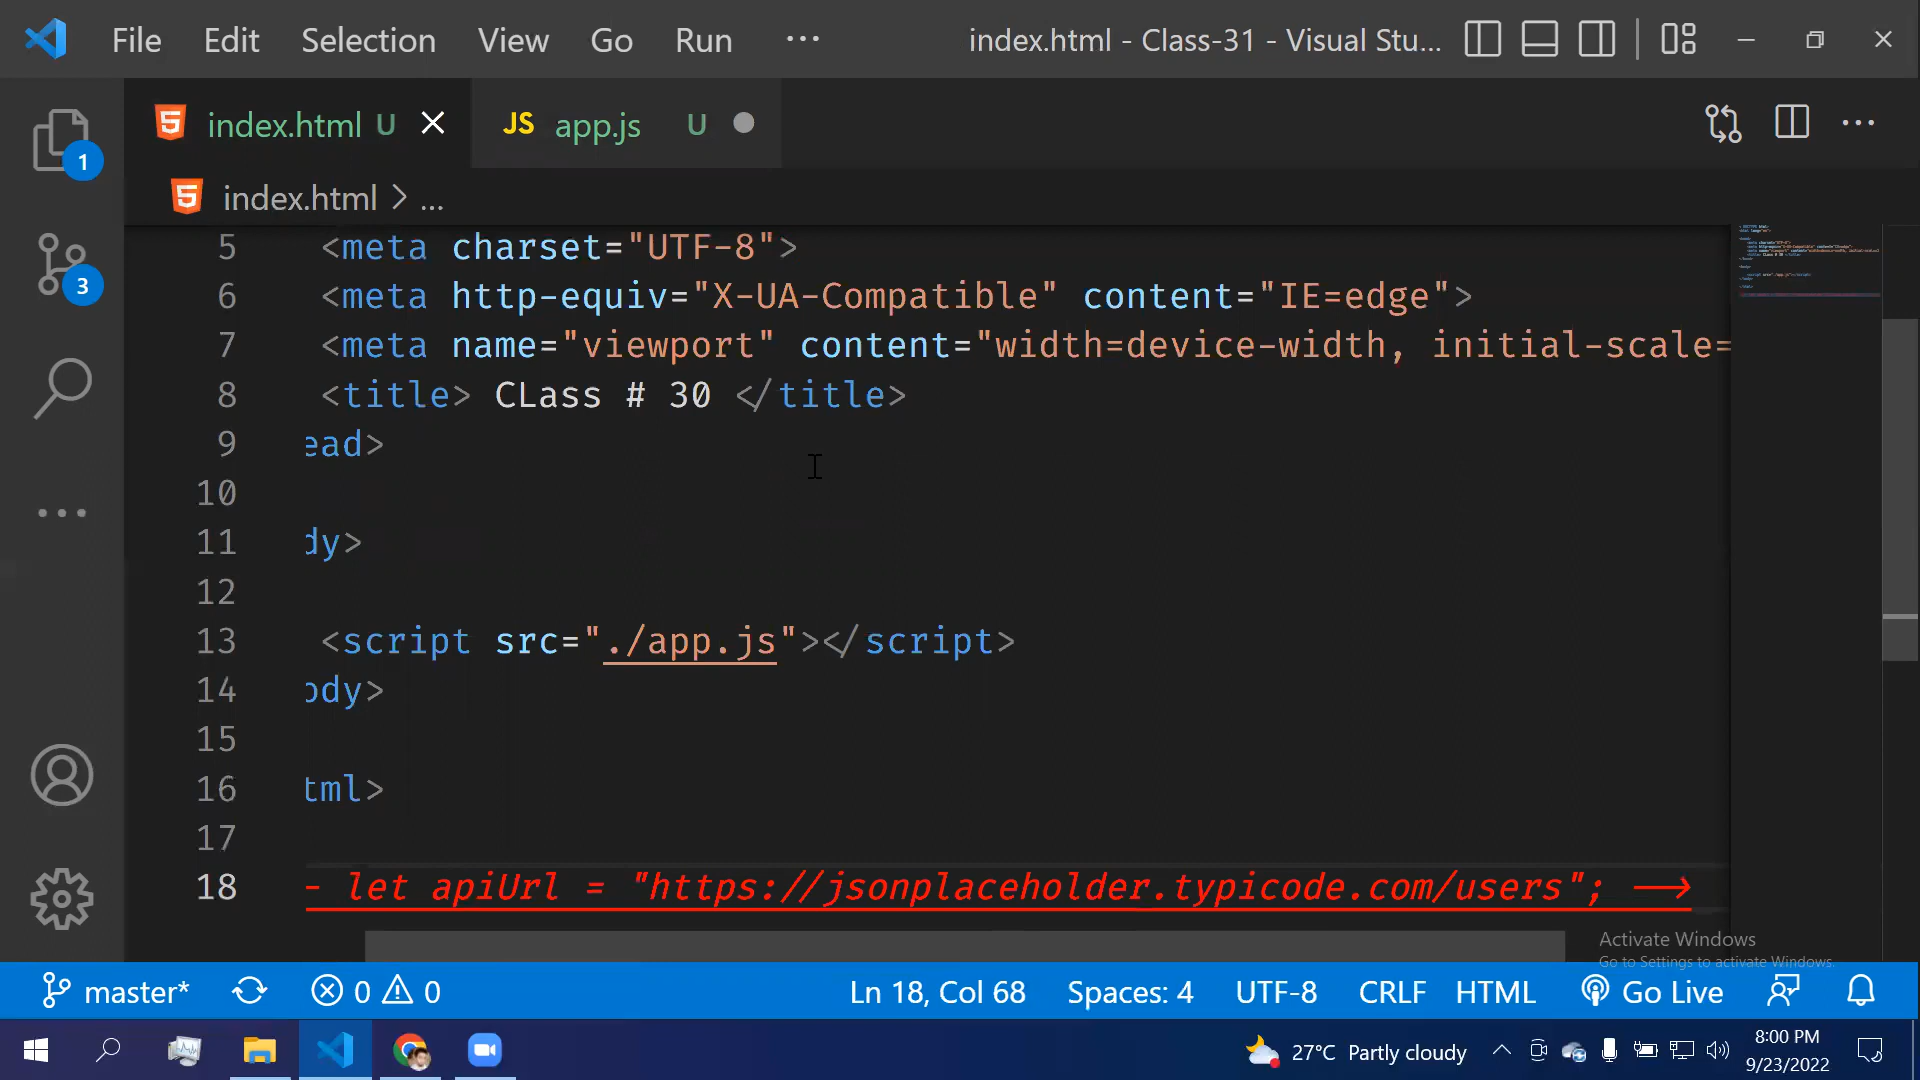 File Edit Selection View Go Run ··· index.html - Class-31 - Visual Stu...
index.html U JS app.js U
index.html > ...
1
3
5 <meta charset="UTF-8">
6 <meta http-equiv="X-UA-Compatible" content="IE=edge">
7 <meta name="viewport" content="width=device-width, initial-scale=
8 <title> CLass # 30 </title>
9 ead>
10
11 dy>
12
13 <script src="./app.js"></script>
14 ody>
15
16 tml>
17
18 - let apiUrl = "https://jsonplaceholder.typicode.com/users"; -->
Activate Windows
Go to Settings to activate Windows.
master* 0 0 Ln 18, Col 68 Spaces: 4 UTF-8 CRLF HTML Go Live
27°C Partly cloudy 8:00 PM
9/23/2022